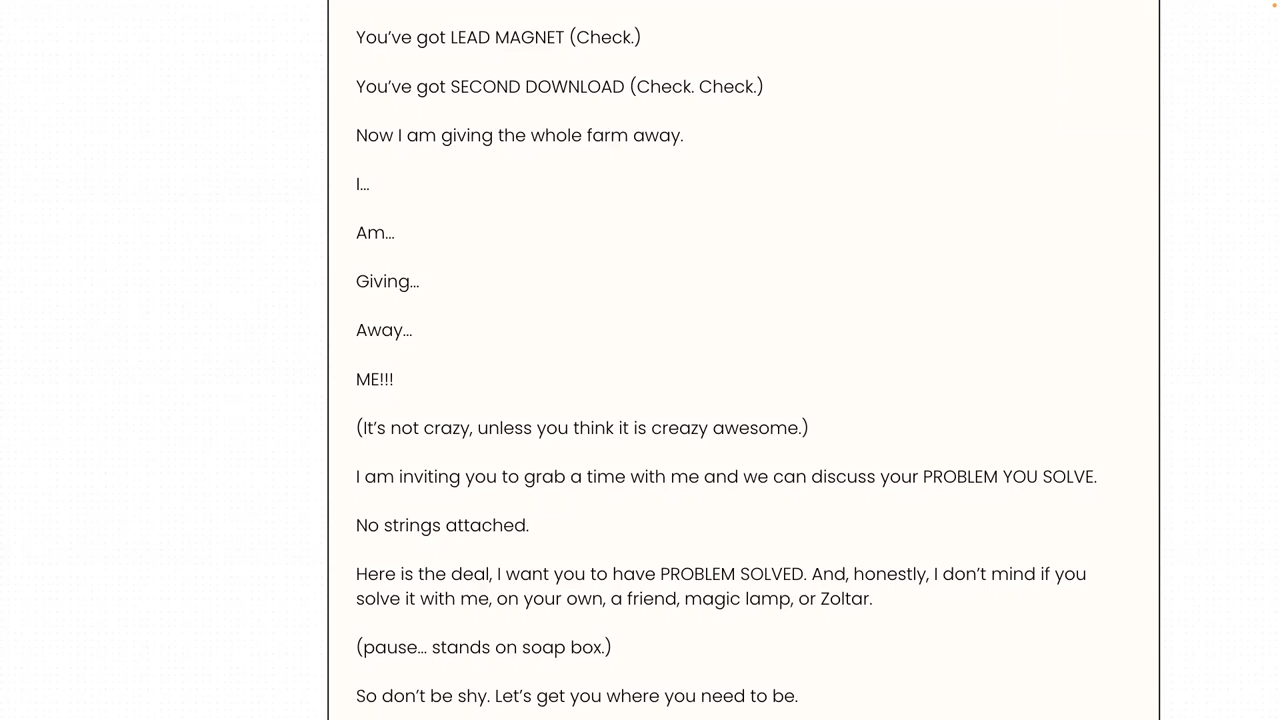 You’ve got LEAD MAGNET (Check.)
You’ve got SECOND DOWNLOAD (Check. Check.)
Now I am giving the whole farm away.
I…
Am…
Giving…
Away…
ME!!!
(It’s not crazy, unless you think it is creazy awesome.)
I am inviting you to grab a time with me and we can discuss your PROBLEM YOU SOLVE.
No strings attached.
Here is the deal, I want you to have PROBLEM SOLVED. And, honestly, I don’t mind if you
solve it with me, on your own, a friend, magic lamp, or Zoltar.
(pause… stands on soap box.)
So don’t be shy. Let’s get you where you need to be.